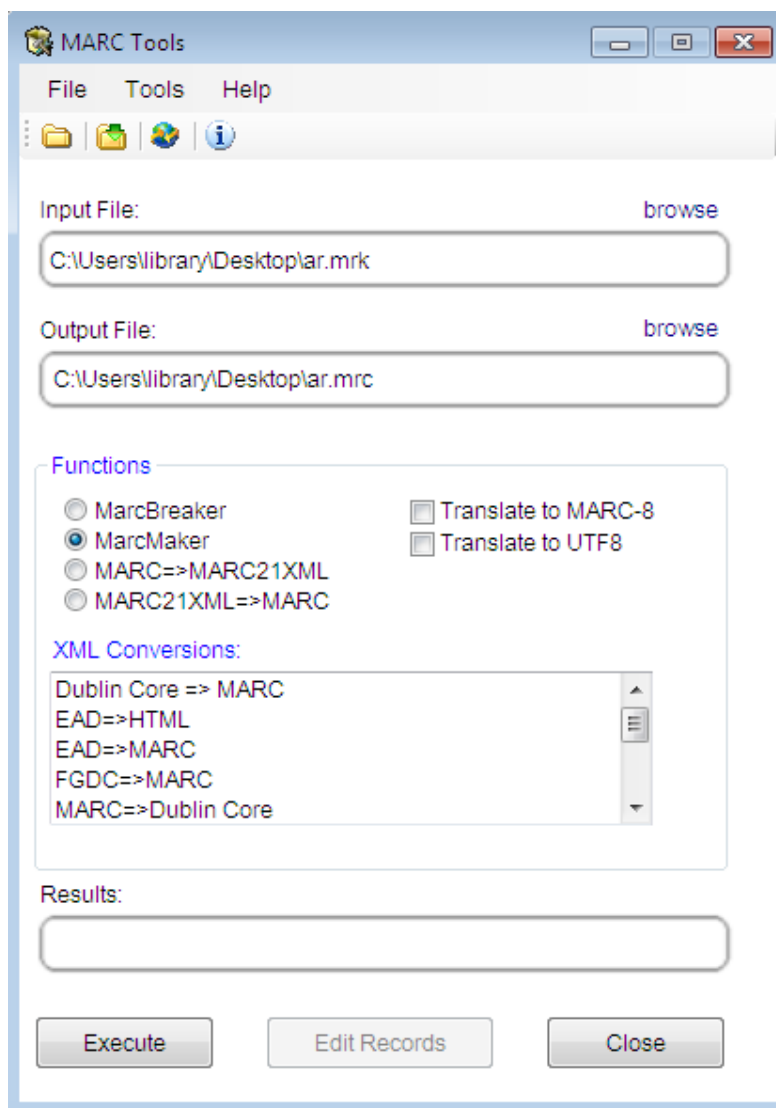 MARC Tools
File Tools Help
Input File: browse
C:\Users\library\Desktop\ar.mrk
Output File: browse
C:\Users\library\Desktop\ar.mrc
Functions
MarcBreaker Translate to MARC-8
MarcMaker Translate to UTF8
MARC=>MARC21XML
MARC21XML=>MARC
XML Conversions:
Dublin Core => MARC
EAD=>HTML
EAD=>MARC
FGDC=>MARC
MARC=>Dublin Core
Results:
Execute Edit Records Close